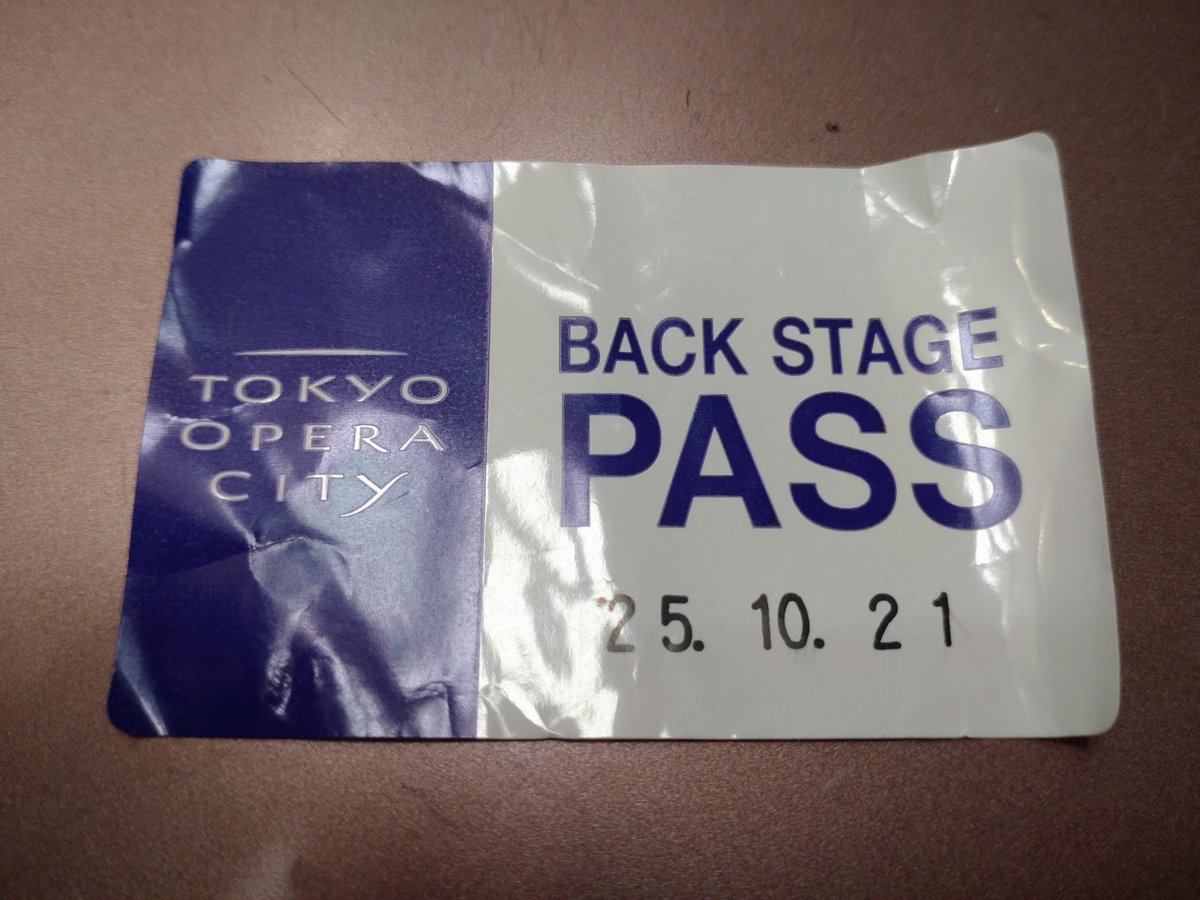 TOKYO
OPERA
CITY
BACK STAGE
PASS
'25. 10. 21